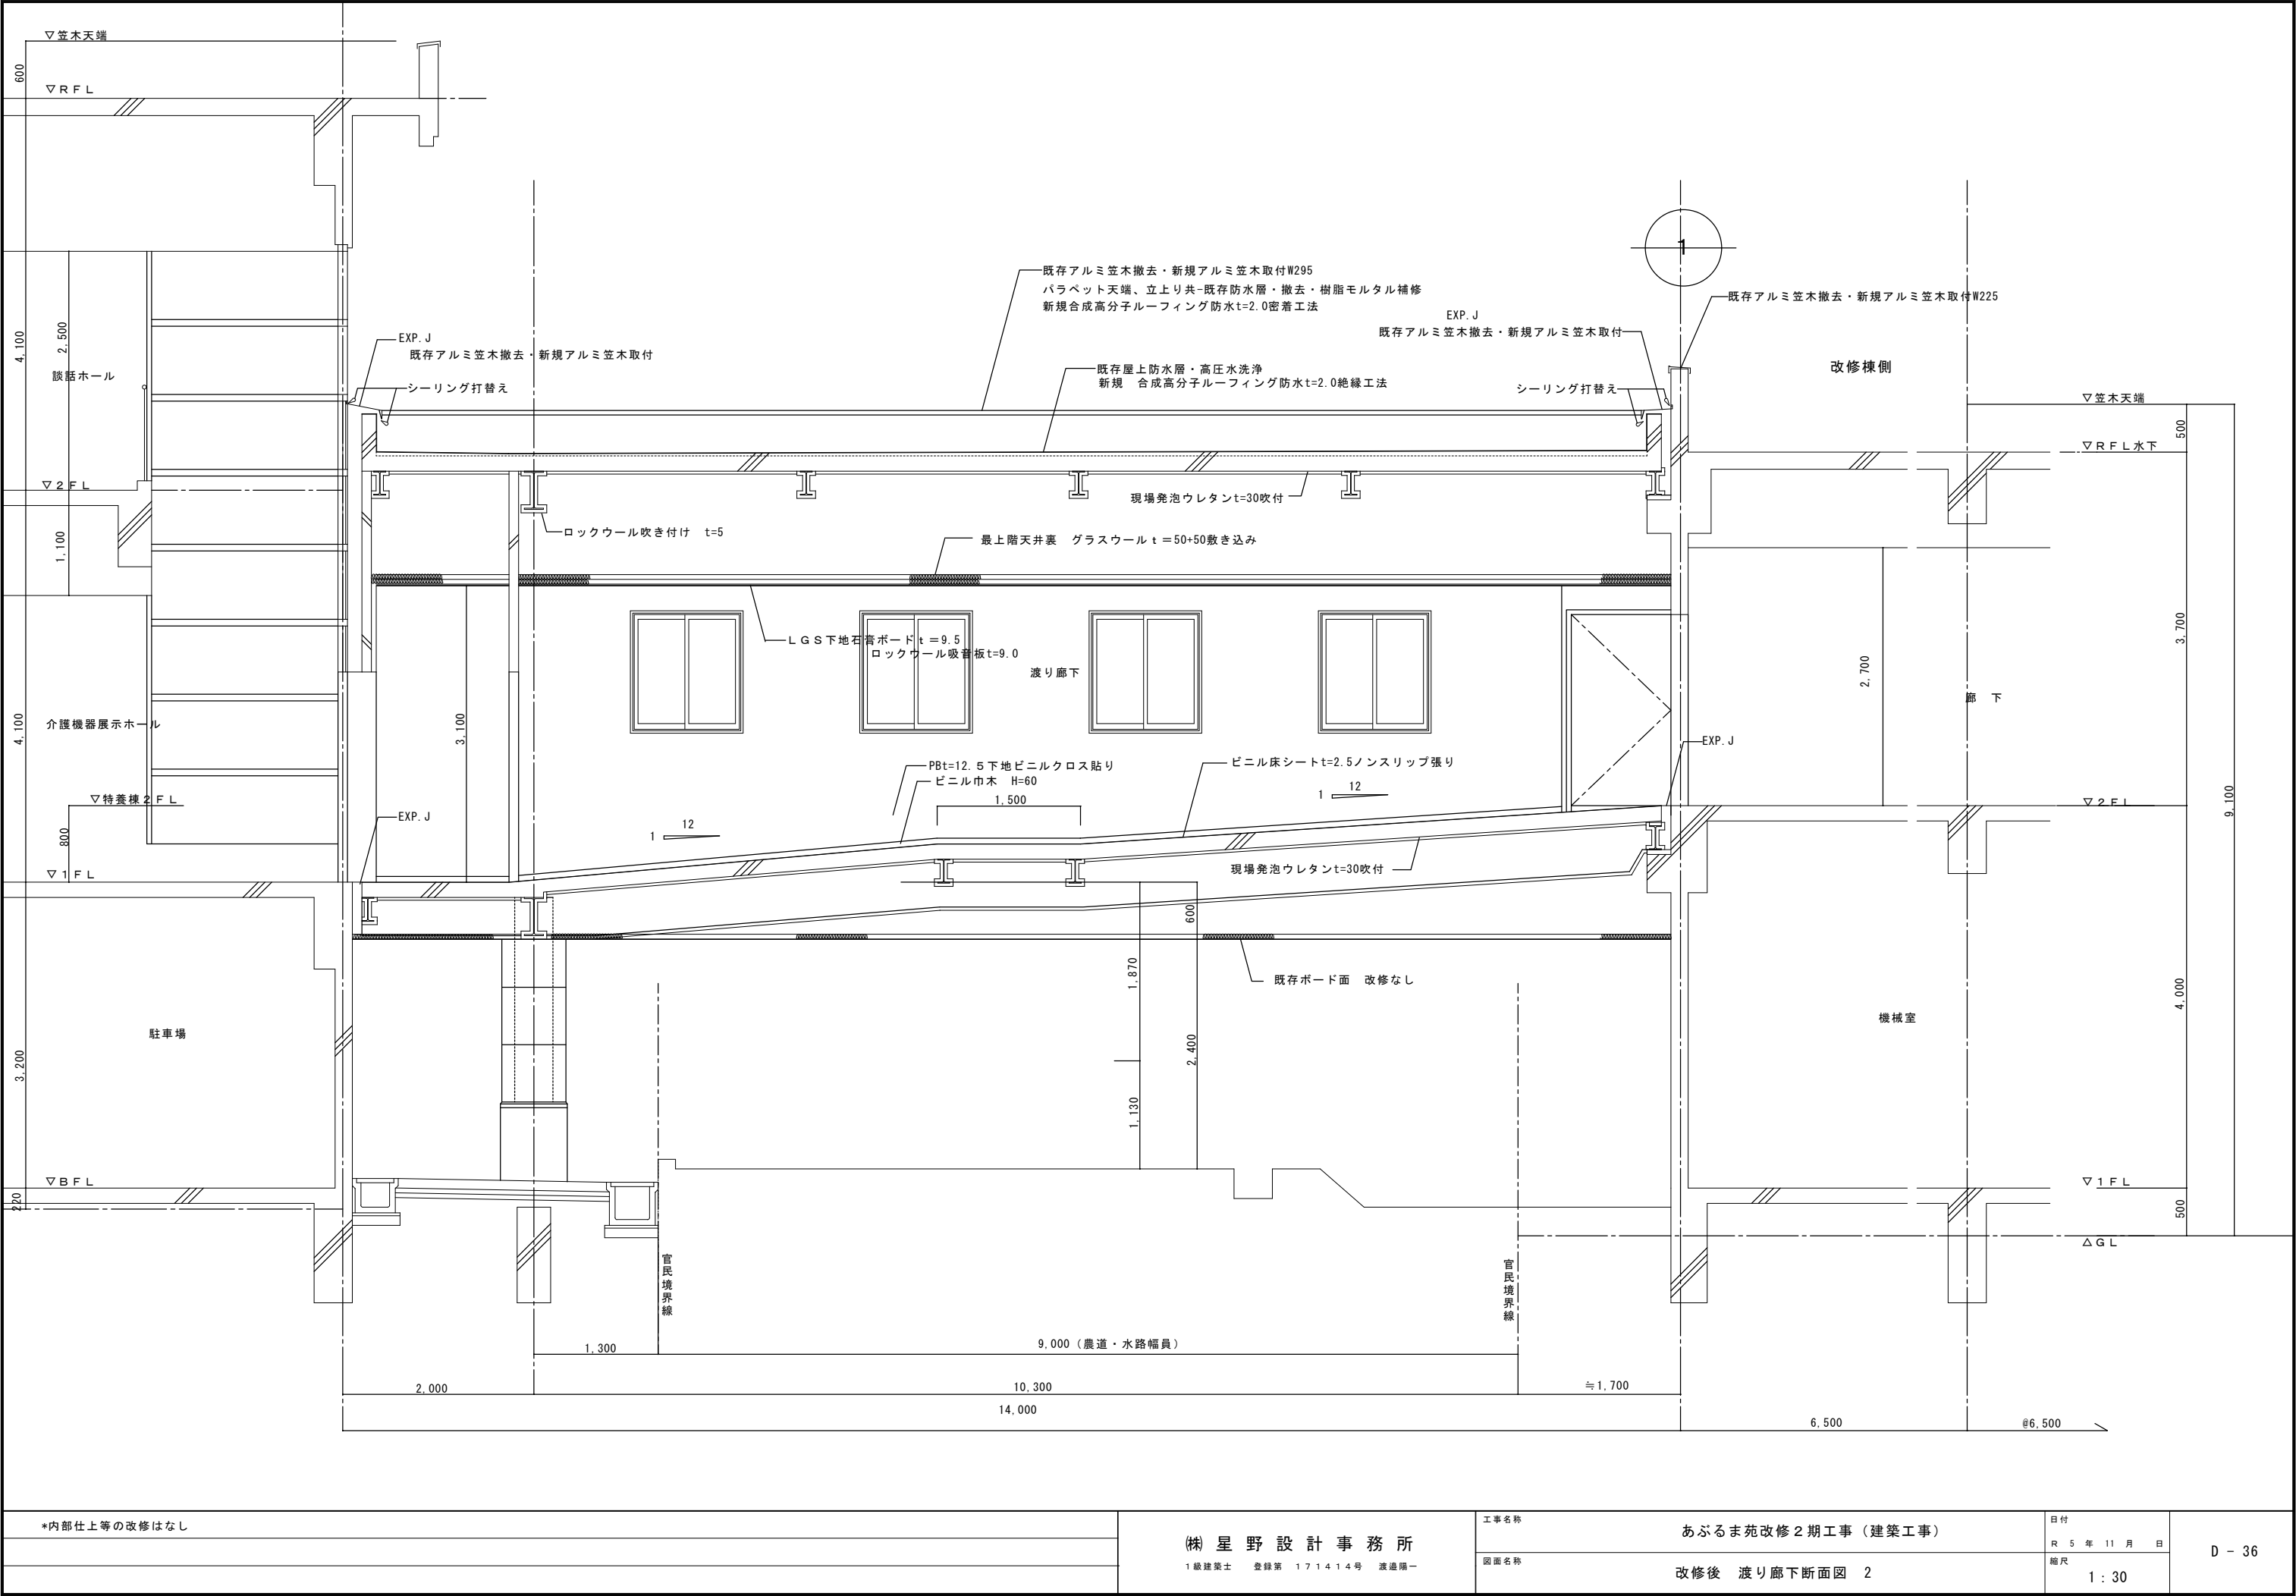 ▽笠木天端
600
▽ＲＦＬ
4,100
2,500
談話ホール
▽２ＦＬ
1,100
4,100
介護機器展示ホール
▽特養棟２ＦＬ
800
▽１ＦＬ
駐車場
3,200
▽ＢＦＬ
220
EXP.J
既存アルミ笠木撤去・新規アルミ笠木取付
シーリング打替え
既存アルミ笠木撤去・新規アルミ笠木取付W295
パラペット天端、立上り共-既存防水層・撤去・樹脂モルタル補修
新規合成高分子ルーフィング防水t=2.0密着工法
既存屋上防水層・高圧水洗浄
新規　合成高分子ルーフィング防水t=2.0絶縁工法
EXP.J
既存アルミ笠木撤去・新規アルミ笠木取付
シーリング打替え
1
既存アルミ笠木撤去・新規アルミ笠木取付W225
改修棟側
▽笠木天端
500
▽ＲＦＬ水下
現場発泡ウレタンt=30吹付
ロックウール吹き付け　t=5
最上階天井裏　グラスウールｔ＝50+50敷き込み
ＬＧＳ下地石膏ボードｔ＝9.5
ロックウール吸音板t=9.0
渡り廊下
3,100
2,700
3,700
廊　下
EXP.J
9,100
▽２ＦＬ
PBt=12.５下地ビニルクロス貼り
ビニル巾木　H=60
ビニル床シートt=2.5ノンスリップ張り
1,500
1
12
1
12
EXP.J
現場発泡ウレタンt=30吹付
600
1,870
2,400
1,130
既存ボード面　改修なし
4,000
機械室
▽１ＦＬ
500
△ＧＬ
官民境界線
官民境界線
1,300
9,000（農道・水路幅員）
2,000
10,300
≒1,700
14,000
6,500
@6,500
*内部仕上等の改修はなし
㈱ 星 野 設 計 事 務 所
１級建築士　登録第　１７１４１４号　渡邉陽一
工事名称
あぶるま苑改修２期工事（建築工事）
図面名称
改修後　渡り廊下断面図　2
日付
R　5　年　11　月　　日
縮尺
1 : 30
D - 36